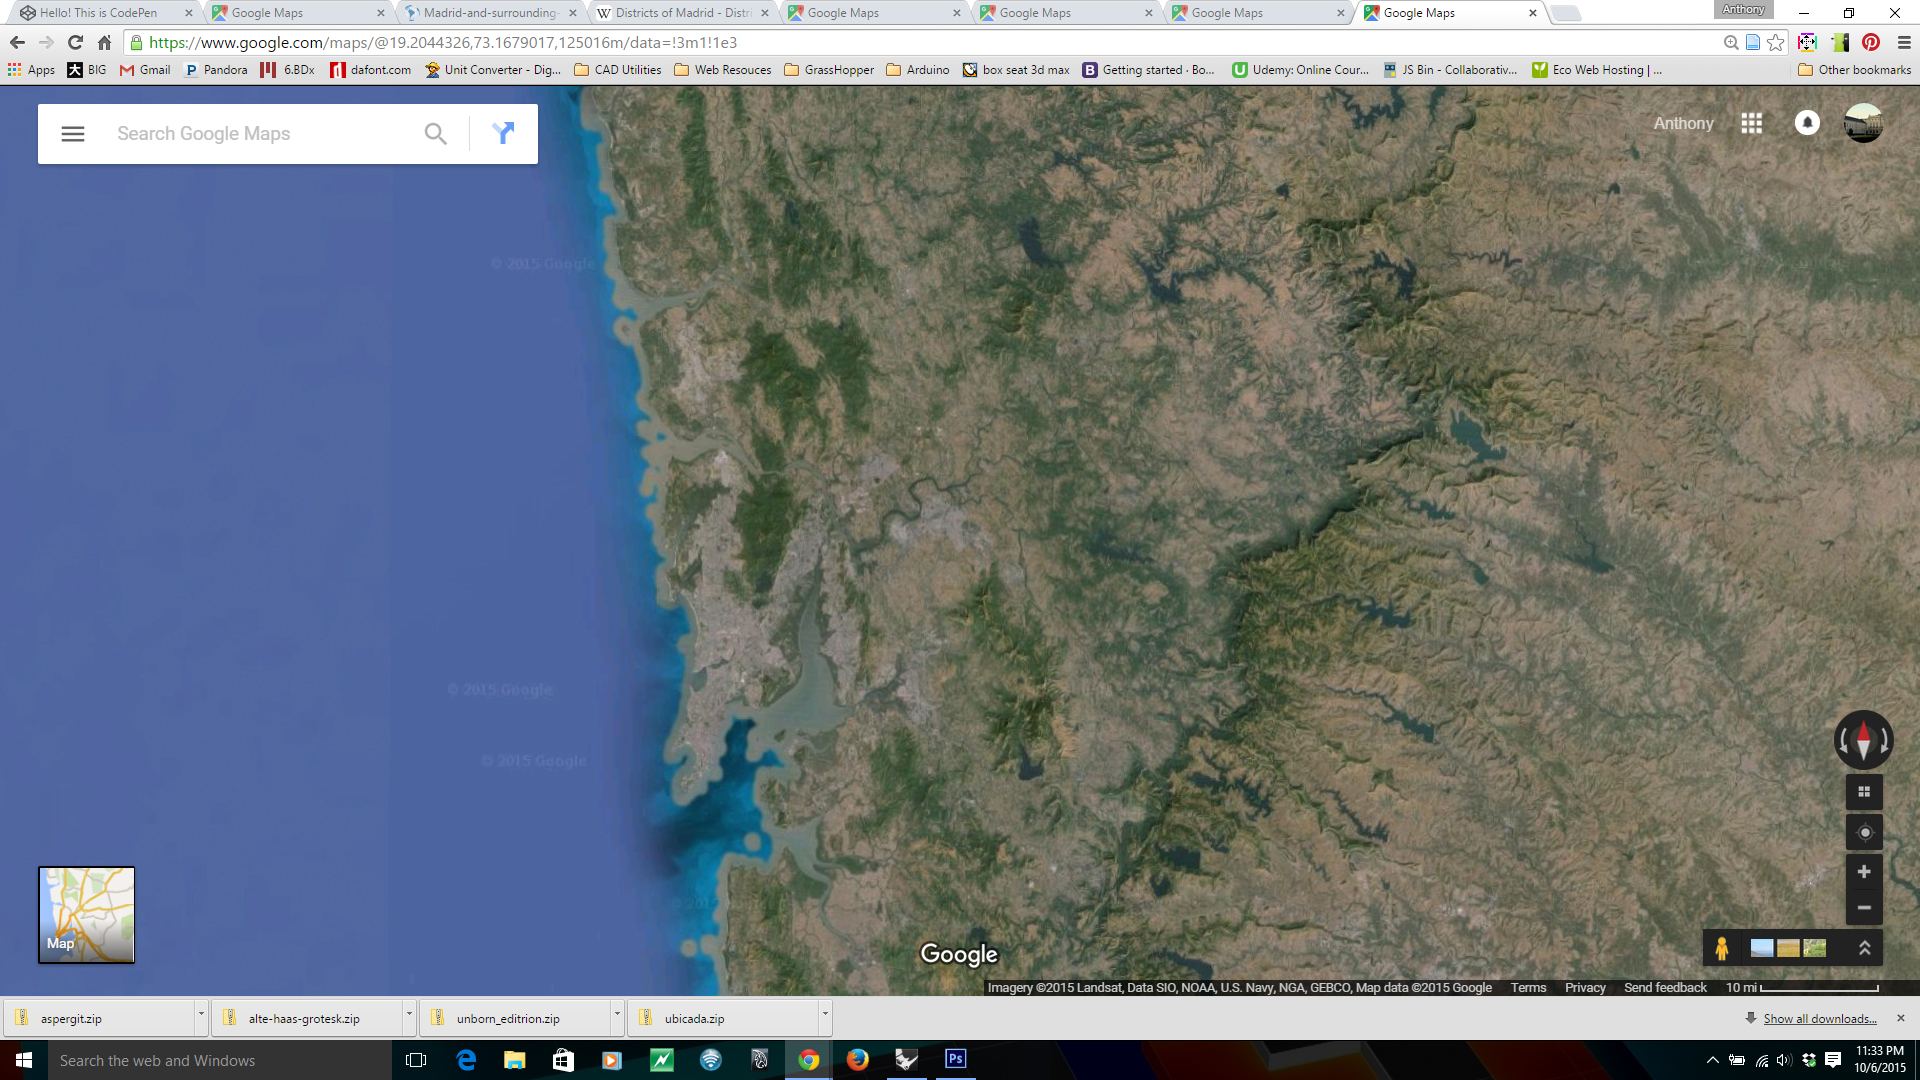 Hello! This is CodePen
Google Maps
Madrid-and-surrounding-
Districts of Madrid - Distri
Google Maps
Google Maps
Google Maps
Google Maps
Anthony
https://www.google.com/maps/@19.2044326,73.1679017,125016m/data=!3m1!1e3
Apps
BIG
Gmail
Pandora
6.BDx
dafont.com
Unit Converter - Dig...
CAD Utilities
Web Resouces
GrassHopper
Arduino
box seat 3d max
Getting started · Bo...
Udemy: Online Cour...
JS Bin - Collaborativ...
Eco Web Hosting | ...
Other bookmarks
Search Google Maps
Anthony
© 2015 Google
© 2015 Google
© 2015 Google
Map
Google
Imagery ©2015 Landsat, Data SIO, NOAA, U.S. Navy, NGA, GEBCO, Map data ©2015 Google
Terms
Privacy
Send feedback
10 mi
aspergit.zip
alte-haas-grotesk.zip
unborn_editrion.zip
ubicada.zip
Show all downloads...
Search the web and Windows
Ps
11:33 PM
10/6/2015